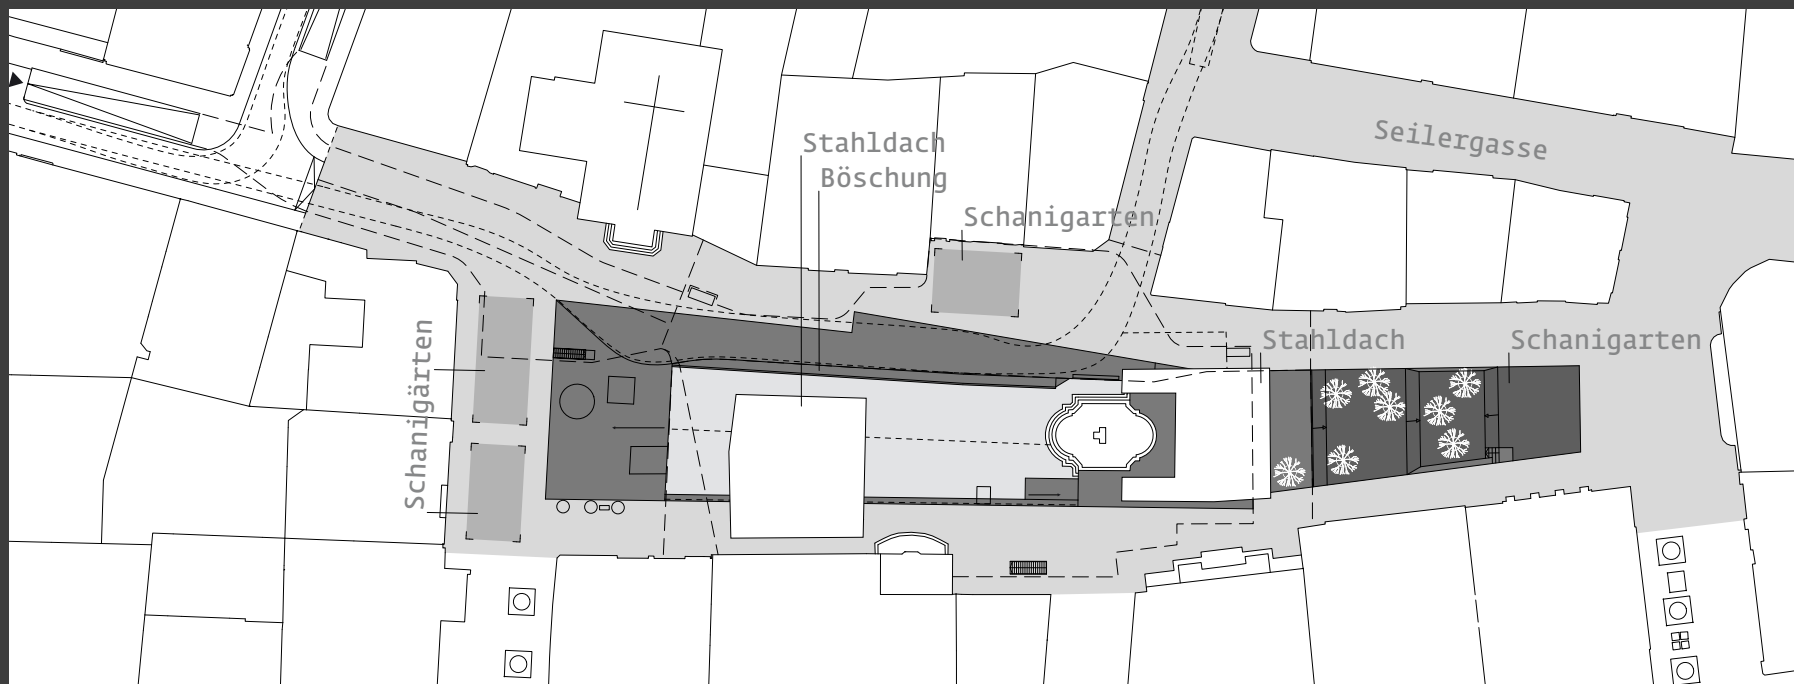 Seilergasse
Stahldach
Böschung
Schanigarten
Stahldach
Schanigarten
Schanigärten